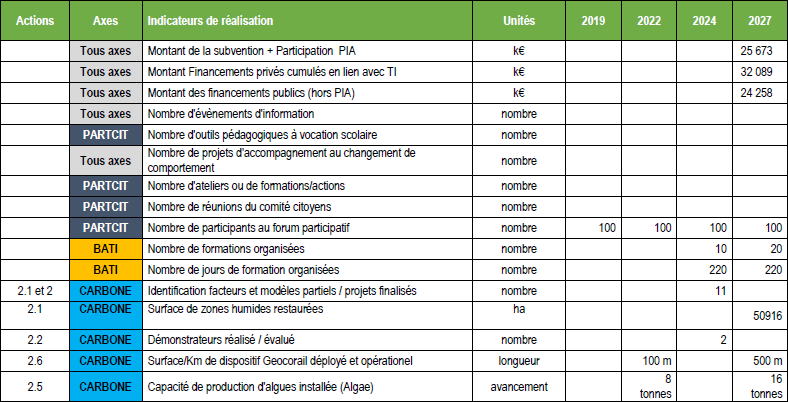 Actions Axes Indicateurs de réalisation Unités 2019 2022 2024 2027
Tous axes Montant de la subvention + Participation PIA k€ 25 673
Tous axes Montant Financements privés cumulés en lien avec TI k€ 32 089
Tous axes Montant des financements publics (hors PIA) k€ 24 258
Tous axes Nombre d'événements d'information nombre
PARTCIT Nombre d'outils pédagogiques à vocation scolaire nombre
Tous axes Nombre de projets d'accompagnement au changement de
comportement nombre
PARTCIT Nombre d'ateliers ou de formations/actions nombre
PARTCIT Nombre de réunions du comité citoyens nombre
PARTCIT Nombre de participants au forum participatif nombre 100 100 100 100
BATI Nombre de formations organisées nombre 10 20
BATI Nombre de jours de formation organisées nombre 220 220
2.1 et 2 CARBONE Identification facteurs et modèles partiels / projets finalisés nombre 11
2.1 CARBONE Surface de zones humides restaurées ha 50916
2.2 CARBONE Démonstrateurs réalisé / évalué nombre 2
2.6 CARBONE Surface/Km de dispositif Geocorail déployé et opérationel longueur 100 m 500 m
2.5 CARBONE Capacité de production d'algues installée (Algae) avancement 8 tonnes 16 tonnes